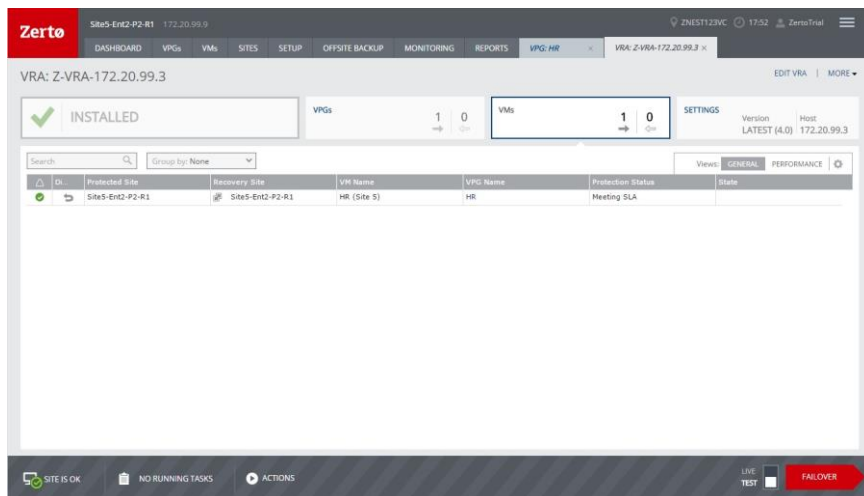 Zertø
Site5-Ent2-P2-R1 172.20.99.9
ZNEST123VC 17:52 ZertoTrial
DASHBOARD VPGs VMs SITES SETUP OFFSITE BACKUP MONITORING REPORTS VPG: HR × VRA: Z-VRA-172.20.99.3 ×
VRA: Z-VRA-172.20.99.3
EDIT VRA | MORE
INSTALLED
VPGs 1 0
VMs 1 0
SETTINGS
Version Host
LATEST (4.0) 172.20.99.3
Search Group by: None
Views: GENERAL PERFORMANCE
Di... Protected Site Recovery Site VM Name VPG Name Protection Status State
Site5-Ent2-P2-R1 Site5-Ent2-P2-R1 HR (Site 5) HR Meeting SLA
SITE IS OK NO RUNNING TASKS ACTIONS
LIVE
TEST
FAILOVER